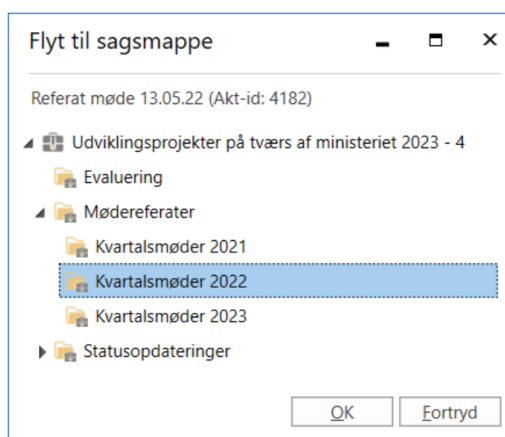 Flyt til sagsmappe
Referat møde 13.05.22 (Akt-id: 4182)
Udviklingsprojekter på tværs af ministeriet 2023 - 4
Evaluering
Mødereferater
Kvartalsmøder 2021
Kvartalsmøder 2022
Kvartalsmøder 2023
Statusopdateringer
OK Fortryd